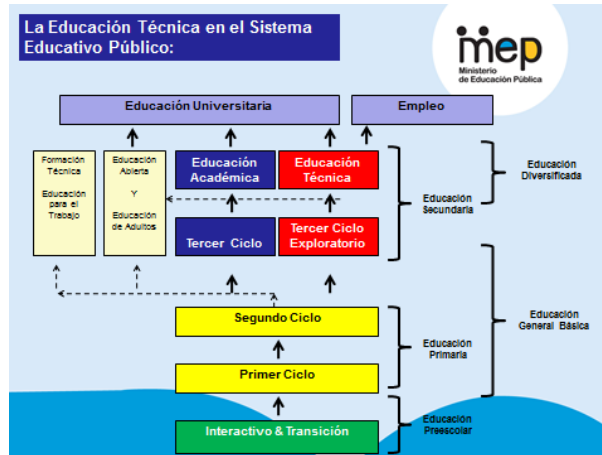 La Educación Técnica en el Sistema
Educativo Público:
mep
Ministerio
de Educación Pública
Educación Universitaria
Empleo
Formación
Técnica
Educación
para el
Trabajo
Educación
Abierta
Y
Educación
de Adultos
Educación
Académica
Educación
Técnica
Educación
Secundaria
Educación
Diversificada
Tercer Ciclo
Tercer Ciclo
Exploratorio
Segundo Ciclo
Primer Ciclo
Educación
Primaria
Educación
General Básica
Interactivo & Transición
Educación
Preescolar